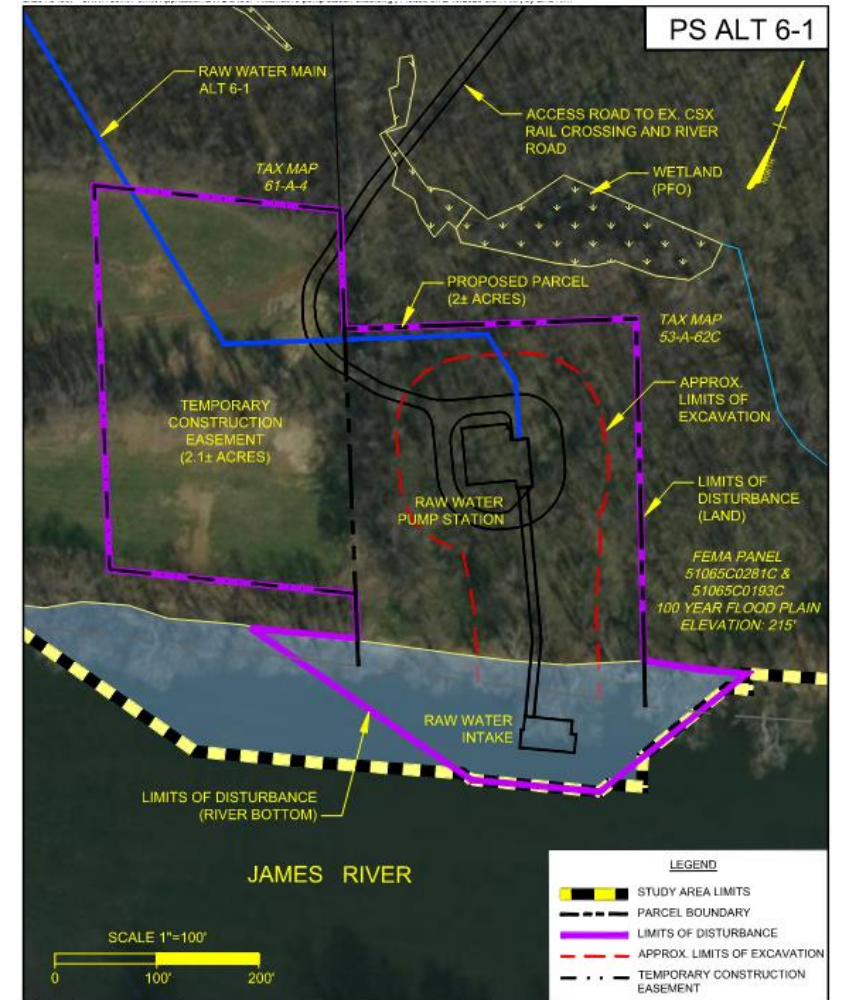 PS ALT 6-1
RAW WATER MAIN
ALT 6-1
ACCESS ROAD TO EX. CSX
RAIL CROSSING AND RIVER
ROAD
TAX MAP
61-A-4
WETLAND
(PFO)
NORTH
PROPOSED PARCEL
(2± ACRES)
TAX MAP
53-A-62C
APPROX.
LIMITS OF
EXCAVATION
TEMPORARY
CONSTRUCTION
EASEMENT
(2.1± ACRES)
RAW WATER
PUMP STATION
LIMITS OF
DISTURBANCE
(LAND)
FEMA PANEL
51065C0281C &
51065C0193C
100 YEAR FLOOD PLAIN
ELEVATION: 215'
RAW WATER
INTAKE
LIMITS OF DISTURBANCE
(RIVER BOTTOM)
JAMES RIVER
SCALE 1"=100'
0 100' 200'
LEGEND
STUDY AREA LIMITS
PARCEL BOUNDARY
LIMITS OF DISTURBANCE
APPROX. LIMITS OF EXCAVATION
TEMPORARY CONSTRUCTION
EASEMENT